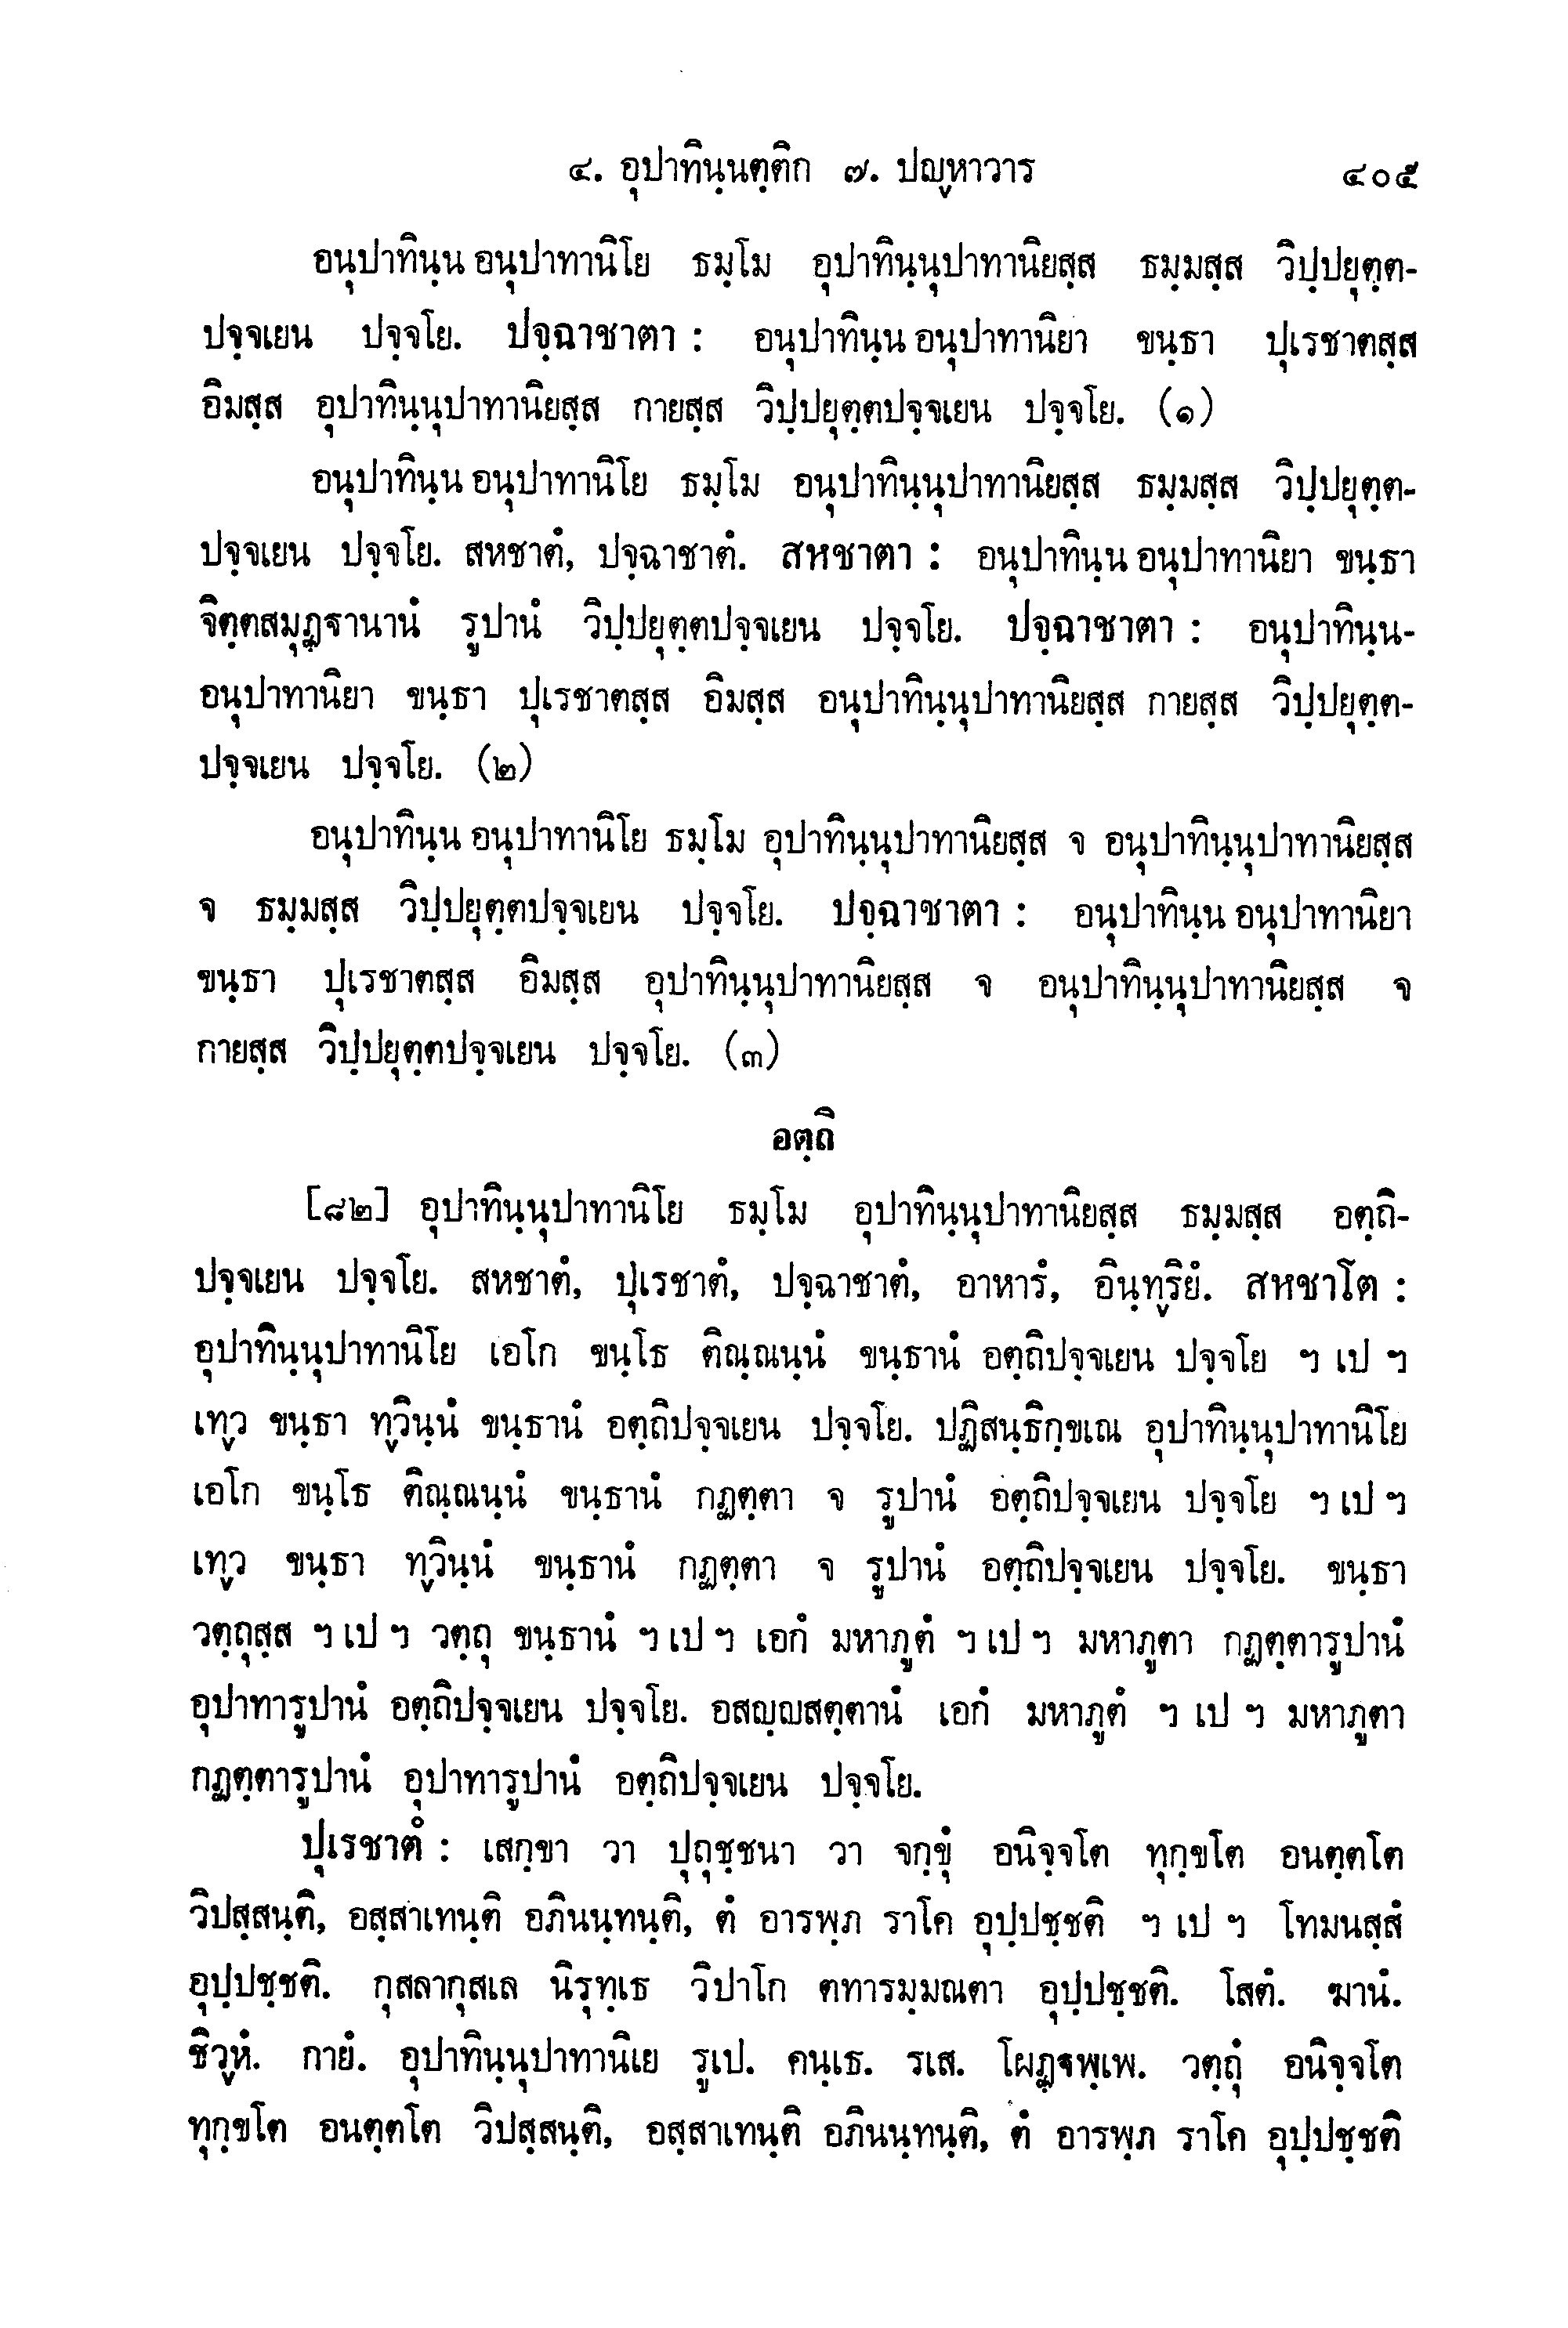 ๔. อุปาทินฺนตฺติก ๗. ปญฺหาวาร ๔๐๕
อนุปาทินฺน อนุปาทานิโย ธมฺโม อุปาทินฺนุปาทานิยสฺส ธมฺมสฺส วิปฺปยุตฺต-
ปจฺจเยน ปจฺจโย. ปจฺฉาชาตา : อนุปาทินฺน อนุปาทานิยา ขนฺธา ปุเรชาตสฺส
อิมสฺส อุปาทินฺนุปาทานิยสฺส กายสฺส วิปฺปยุตฺตปจฺจเยน ปจฺจโย. (๑)
อนุปาทินฺน อนุปาทานิโย ธมฺโม อนุปาทินฺนุปาทานิยสฺส ธมฺมสฺส วิปฺปยุตฺต-
ปจฺจเยน ปจฺจโย. สหชาตํ, ปจฺฉาชาตํ. สหชาตา : อนุปาทินฺน อนุปาทานิยา ขนฺธา
จิตฺตสมุฏฺฐานานํ รูปานํ วิปฺปยุตฺตปจฺจเยน ปจฺจโย. ปจฺฉาชาตา : อนุปาทินฺน-
อนุปาทานิยา ขนฺธา ปุเรชาตสฺส อิมสฺส อนุปาทินฺนุปาทานิยสฺส กายสฺส วิปฺปยุตฺต-
ปจฺจเยน ปจฺจโย. (๒)
อนุปาทินฺน อนุปาทานิโย ธมฺโม อุปาทินฺนุปาทานิยสฺส จ อนุปาทินฺนุปาทานิยสฺส
จ ธมฺมสฺส วิปฺปยุตฺตปจฺจเยน ปจฺจโย. ปจฺฉาชาตา : อนุปาทินฺน อนุปาทานิยา
ขนฺธา ปุเรชาตสฺส อิมสฺส อุปาทินฺนุปาทานิยสฺส จ อนุปาทินฺนุปาทานิยสฺส จ
กายสฺส วิปฺปยุตฺตปจฺจเยน ปจฺจโย. (๓)
อตฺถิ
[๘๒] อุปาทินฺนุปาทานิโย ธมฺโม อุปาทินฺนุปาทานิยสฺส ธมฺมสฺส อตฺถิ-
ปจฺจเยน ปจฺจโย. สหชาตํ, ปุเรชาตํ, ปจฺฉาชาตํ, อาหารํ, อินฺทฺริยํ. สหชาโต :
อุปาทินฺนุปาทานิโย เอโก ขนฺโธ ติณฺณนฺนํ ขนฺธานํ อตฺถิปจฺจเยน ปจฺจโย ฯ เป ฯ
เทฺว ขนฺธา ทฺวินฺนํ ขนฺธานํ อตฺถิปจฺจเยน ปจฺจโย. ปฏิสนฺธิกฺขเณ อุปาทินฺนุปาทานิโย
เอโก ขนฺโธ ติณฺณนฺนํ ขนฺธานํ กฏตฺตา จ รูปานํ อตฺถิปจฺจเยน ปจฺจโย ฯ เป ฯ
เทฺว ขนฺธา ทฺวินฺนํ ขนฺธานํ กฏตฺตา จ รูปานํ อตฺถิปจฺจเยน ปจฺจโย. ขนฺธา
วตฺถุสฺส ฯ เป ฯ วตฺถุ ขนฺธานํ ฯ เป ฯ เอกํ มหาภูตํ ฯ เป ฯ มหาภูตา กฏตฺตารูปานํ
อุปาทารูปานํ อตฺถิปจฺจเยน ปจฺจโย. อสญฺญสตฺตานํ เอกํ มหาภูตํ ฯ เป ฯ มหาภูตา
กฏตฺตารูปานํ อุปาทารูปานํ อตฺถิปจฺจเยน ปจฺจโย.
ปุเรชาตํ : เสกฺขา วา ปุถุชฺชนา วา จกฺขุํ อนิจฺจโต ทุกฺขโต อนตฺตโต
วิปสฺสนฺติ, อสฺสาเทนฺติ อภินนฺทนฺติ, ตํ อารพฺภ ราโค อุปฺปชฺชติ ฯ เป ฯ โทมนสฺสํ
อุปฺปชฺชติ. กุสลากุสเล นิรุทฺเธ วิปาโก ตทารมฺมณตา อุปฺปชฺชติ. โสตํ. ฆานํ.
ชิวฺหํ. กายํ. อุปาทินฺนุปาทานิเย รูเป. คนฺเธ. รเส. โผฏฺฐพฺเพ. วตฺถุํ อนิจฺจโต
ทุกฺขโต อนตฺตโต วิปสฺสนฺติ, อสฺสาเทนฺติ อภินนฺทนฺติ, ตํ อารพฺภ ราโค อุปฺปชฺชติ